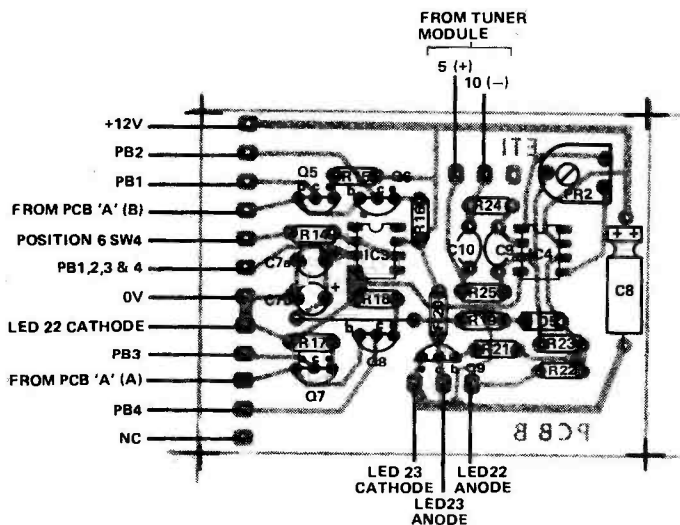 FROM TUNER
MODULE
5 (+)
10 (−)
+12V
PB2
PB1
FROM PCB 'A' (B)
POSITION 6 SW4
PB1,2,3 & 4
0V
LED 22 CATHODE
PB3
FROM PCB 'A' (A)
PB4
NC
ETI
Q5
R15
Q6
b c e
b c e
R16
R24
PR2
R14
IC3
C7a
C10
C9
IC4
C7b
+
R18
R25
+ +
C8
R20
R19
D5
R17
b c e
b c e
Q8
Q7
e c b
Q9
R21
R23
R22
PCB B
LED 23
CATHODE
LED23
ANODE
LED22
ANODE